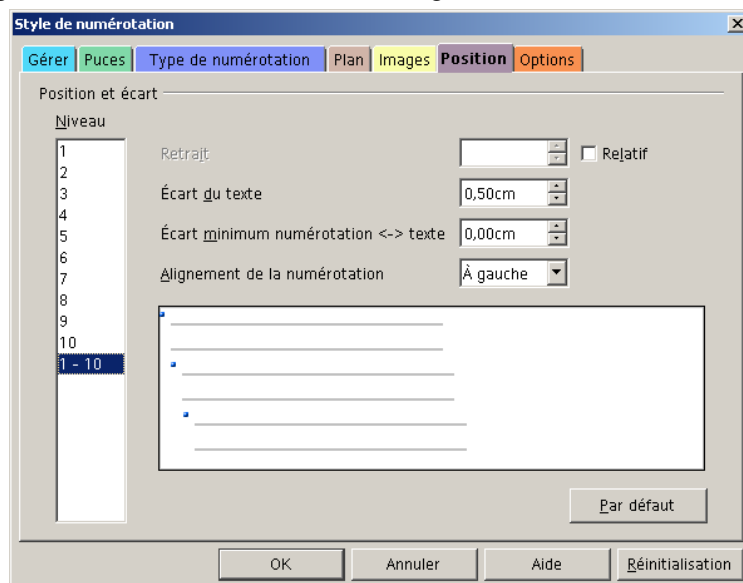 Style de numérotation
Gérer Puces Type de numérotation Plan Images Position Options
Position et écart
Niveau
1
2
3
4
5
6
7
8
9
10
1 - 10
Retrait Relatif
Écart du texte 0,50cm
Écart minimum numérotation <-> texte 0,00cm
Alignement de la numérotation À gauche
Par défaut
OK Annuler Aide Réinitialisation